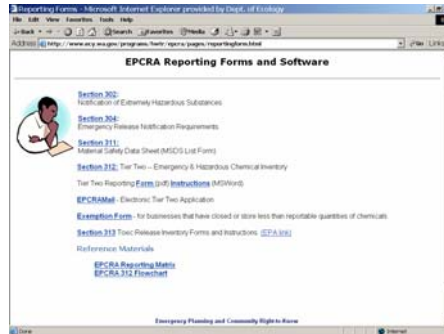 Reporting Forms - Microsoft Internet Explorer provided by Dept. of Ecology
File Edit View Favorites Tools Help
Back Search Favorites Media
Address http://www.ecy.wa.gov/programs/hwtr/epcra/pages/reportingform.html Links
EPCRA Reporting Forms and Software
Section 302:
Notification of Extremely Hazardous Substances
Section 304:
Emergency Release Notification Requirements
Section 311:
Material Safety Data Sheet (MSDS List Form)
Section 312: Tier Two -- Emergency & Hazardous Chemical Inventory
Tier Two Reporting Form (pdf) Instructions (MSWord)
EPCRAMail - Electronic Tier Two Application
Exemption Form - for businesses that have closed or store less than reportable quantities of chemicals.
Section 313 Toxic Release Inventory Forms and Instructions (EPA link)
Reference Materials
EPCRA Reporting Matrix
EPCRA 312 Flowchart
Emergency Planning and Community Right to Know
Done Internet